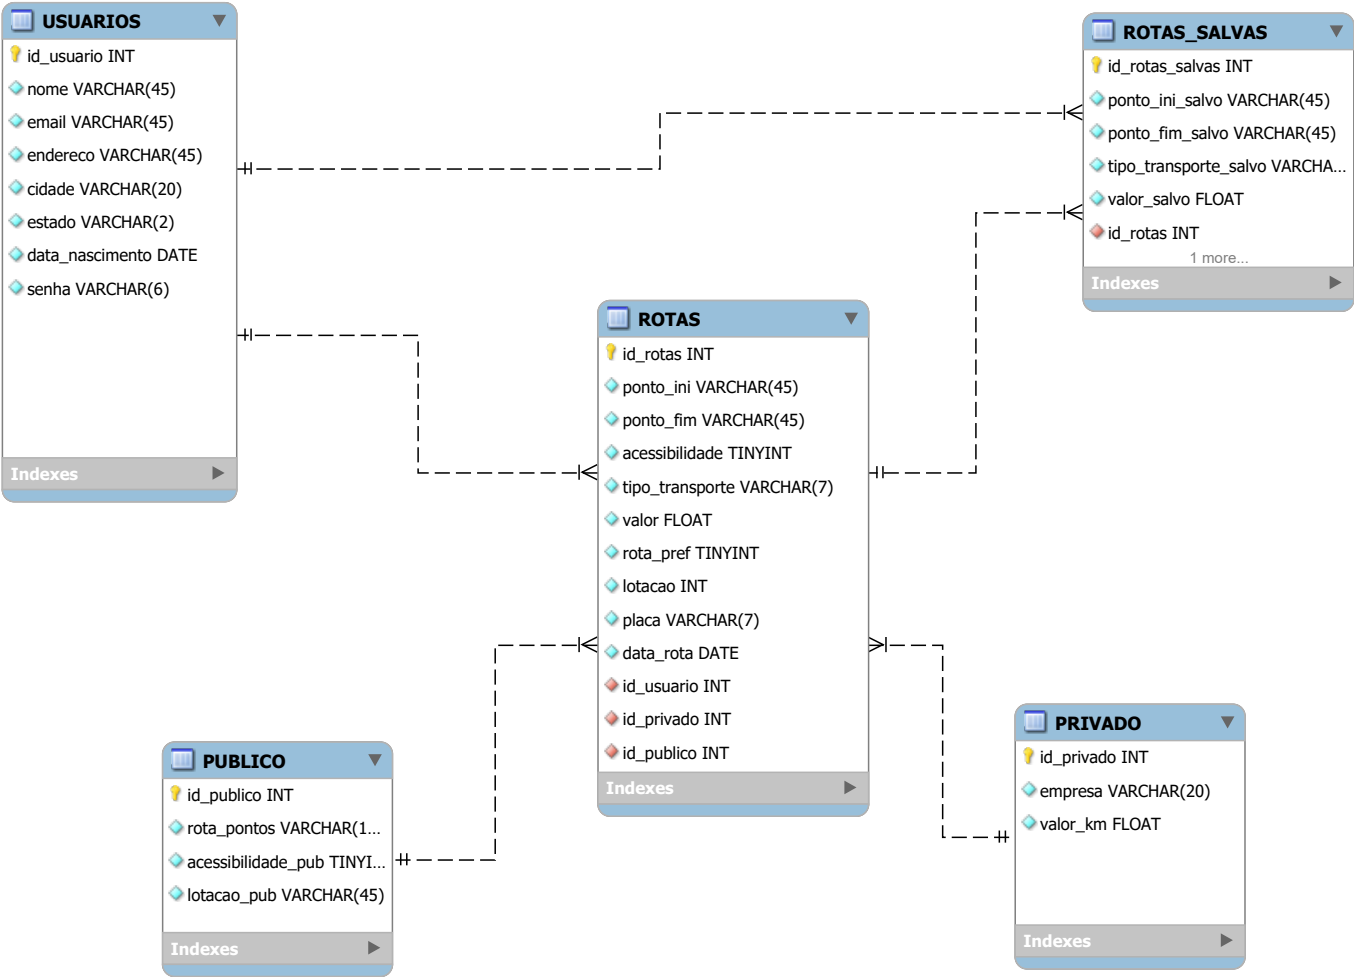 USUARIOS
id_usuario INT
nome VARCHAR(45)
email VARCHAR(45)
endereco VARCHAR(45)
cidade VARCHAR(20)
estado VARCHAR(2)
data_nascimento DATE
senha VARCHAR(6)
Indexes
ROTAS_SALVAS
id_rotas_salvas INT
ponto_ini_salvo VARCHAR(45)
ponto_fim_salvo VARCHAR(45)
tipo_transporte_salvo VARCHA...
valor_salvo FLOAT
id_rotas INT
1 more...
Indexes
ROTAS
id_rotas INT
ponto_ini VARCHAR(45)
ponto_fim VARCHAR(45)
acessibilidade TINYINT
tipo_transporte VARCHAR(7)
valor FLOAT
rota_pref TINYINT
lotacao INT
placa VARCHAR(7)
data_rota DATE
id_usuario INT
id_privado INT
id_publico INT
Indexes
PUBLICO
id_publico INT
rota_pontos VARCHAR(1...
acessibilidade_pub TINYI...
lotacao_pub VARCHAR(45)
Indexes
PRIVADO
id_privado INT
empresa VARCHAR(20)
valor_km FLOAT
Indexes